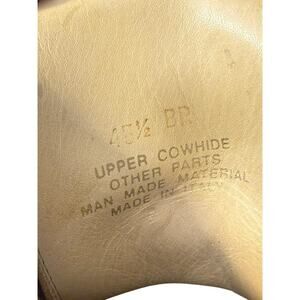 45½ BR
UPPER COWHIDE
OTHER PARTS
MAN MADE MATERIAL
MADE IN ITALY